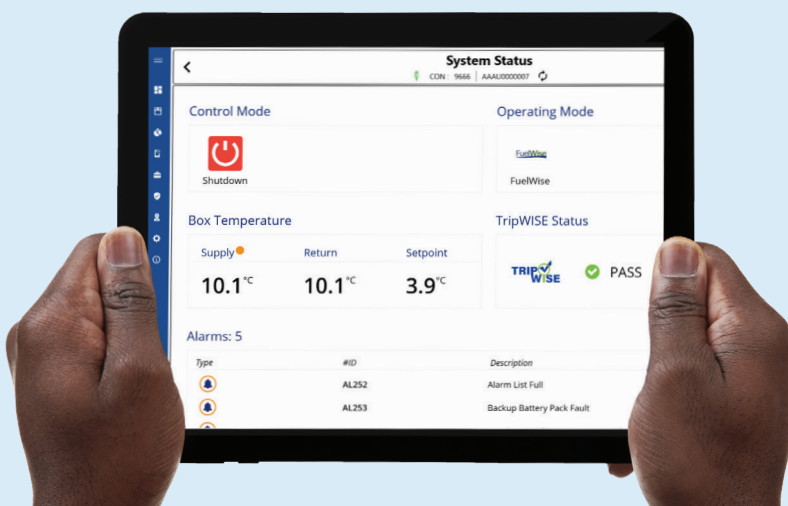 System Status
CON : 9666 | AAAU0000007
Control Mode
Operating Mode
Shutdown
FuelWise
FuelWise
Box Temperature
TripWISE Status
Supply Return Setpoint
10.1°C 10.1°C 3.9°C
TRIPWISE PASS
Alarms: 5
Type #ID Description
AL252 Alarm List Full
AL253 Backup Battery Pack Fault